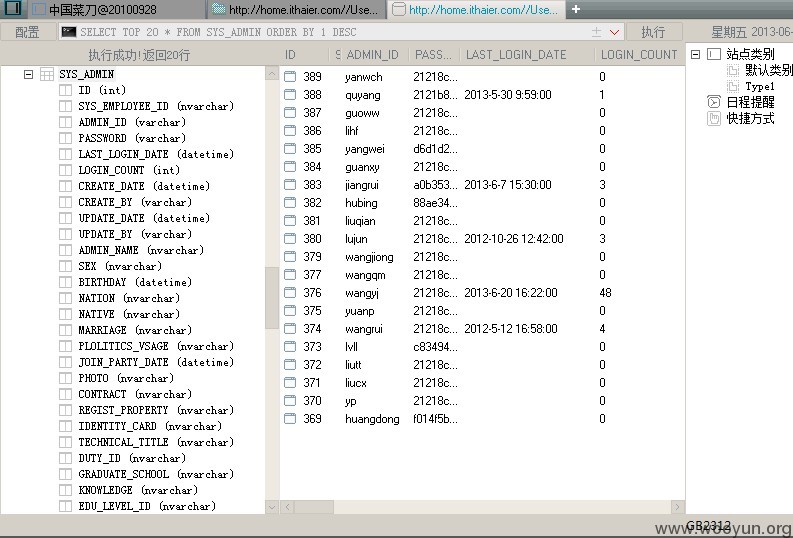 中国菜刀@20100928
http://home.ithaier.com//Use...
http://home.ithaier.com//Use...
+
配置
SELECT TOP 20 * FROM SYS_ADMIN ORDER BY 1 DESC
执行
星期五 2013-06-
执行成功!返回20行
SYS_ADMIN
ID (int)
SYS_EMPLOYEE_ID (nvarchar)
ADMIN_ID (varchar)
PASSWORD (varchar)
LAST_LOGIN_DATE (datetime)
LOGIN_COUNT (int)
CREATE_DATE (datetime)
CREATE_BY (varchar)
UPDATE_DATE (datetime)
UPDATE_BY (varchar)
ADMIN_NAME (nvarchar)
SEX (nvarchar)
BIRTHDAY (datetime)
NATION (nvarchar)
NATIVE (nvarchar)
MARRIAGE (nvarchar)
PLOLITICS_VSAGE (nvarchar)
JOIN_PARTY_DATE (datetime)
PHOTO (nvarchar)
CONTRACT (nvarchar)
REGIST_PROPERTY (nvarchar)
IDENTITY_CARD (nvarchar)
TECHNICAL_TITLE (nvarchar)
DUTY_ID (nvarchar)
GRADUATE_SCHOOL (nvarchar)
KNOWLEDGE (nvarchar)
EDU_LEVEL_ID (nvarchar)
ID S ADMIN_ID PASS... LAST_LOGIN_DATE LOGIN_COUNT
389 yanwch 21218c... 0
388 quyang 2121b8... 2013-5-30 9:59:00 1
387 guoww 21218c... 0
386 lihf 21218c... 0
385 yangwei d6d1d2... 0
384 guanxy 21218c... 0
383 jiangrui a0b353... 2013-6-7 15:30:00 3
382 hubing 88ae34... 0
381 liuqian 21218c... 0
380 lujun 21218c... 2012-10-26 12:42:00 3
379 wangjiong 21218c... 0
377 wangqm 21218c... 0
376 wangyj 21218c... 2013-6-20 16:22:00 48
375 yuanp 21218c... 0
374 wangrui 21218c... 2012-5-12 16:58:00 4
373 lvll c83494... 0
372 liutt 21218c... 0
371 liucx 21218c... 0
370 yp 21218c... 0
369 huangdong f014f5b... 0
站点类别
默认类别
Type1
日程提醒
快捷方式
GB2312
www.wooyun.org